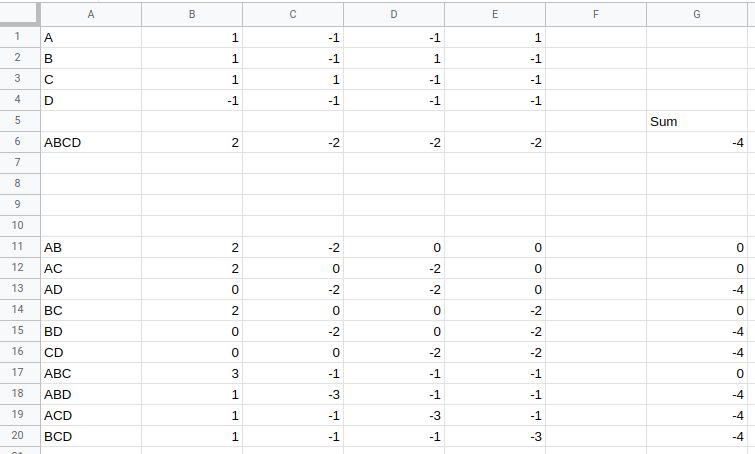 A B C D E F G
1 A 1 -1 -1 1
2 B 1 -1 1 -1
3 C 1 1 -1 -1
4 D -1 -1 -1 -1
5 Sum
6 ABCD 2 -2 -2 -2 -4
7
8
9
10
11 AB 2 -2 0 0 0
12 AC 2 0 -2 0 0
13 AD 0 -2 -2 0 -4
14 BC 2 0 0 -2 0
15 BD 0 -2 0 -2 -4
16 CD 0 0 -2 -2 -4
17 ABC 3 -1 -1 -1 0
18 ABD 1 -3 -1 -1 -4
19 ACD 1 -1 -3 -1 -4
20 BCD 1 -1 -1 -3 -4